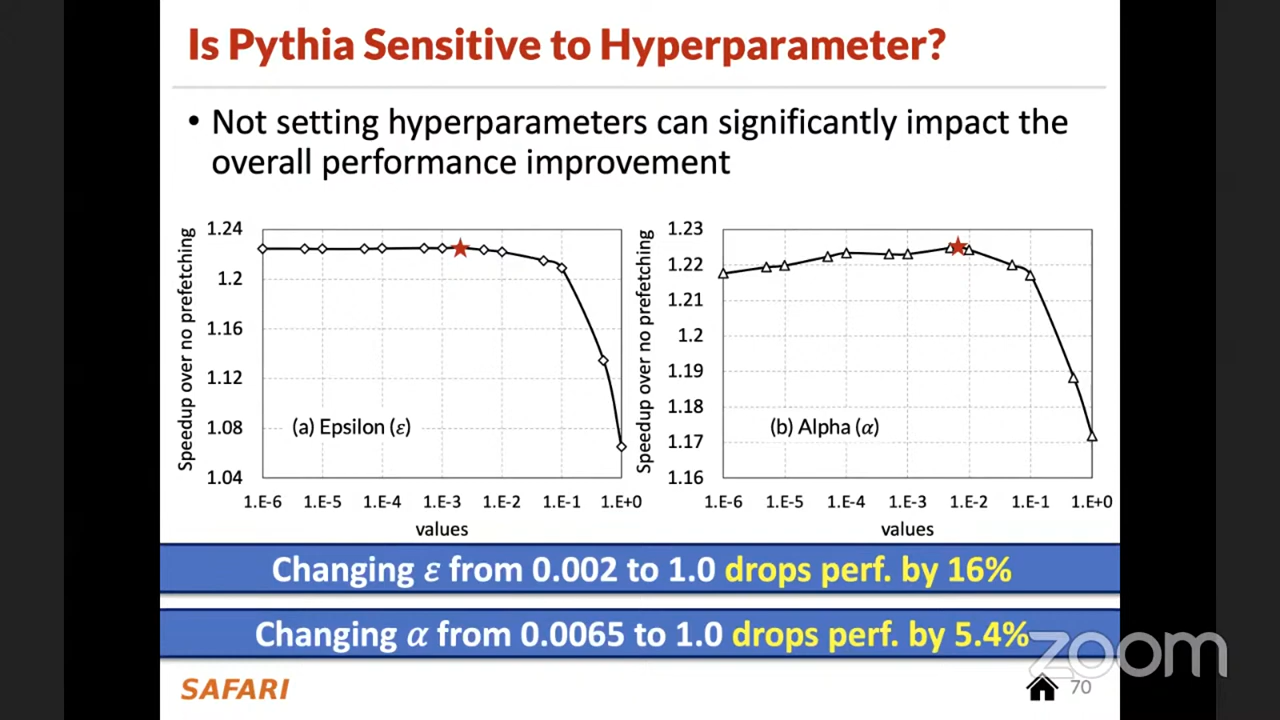 Is Pythia Sensitive to Hyperparameter?
• Not setting hyperparameters can significantly impact the
overall performance improvement
Speedup over no prefetching
1.24
1.2
1.16
1.12
1.08
1.04
(a) Epsilon (ε)
1.E-6 1.E-5 1.E-4 1.E-3 1.E-2 1.E-1 1.E+0
values
Speedup over no prefetching
1.23
1.22
1.21
1.2
1.19
1.18
1.17
1.16
(b) Alpha (α)
1.E-6 1.E-5 1.E-4 1.E-3 1.E-2 1.E-1 1.E+0
values
Changing ε from 0.002 to 1.0 drops perf. by 16%
Changing α from 0.0065 to 1.0 drops perf. by 5.4%
zoom
SAFARI
70